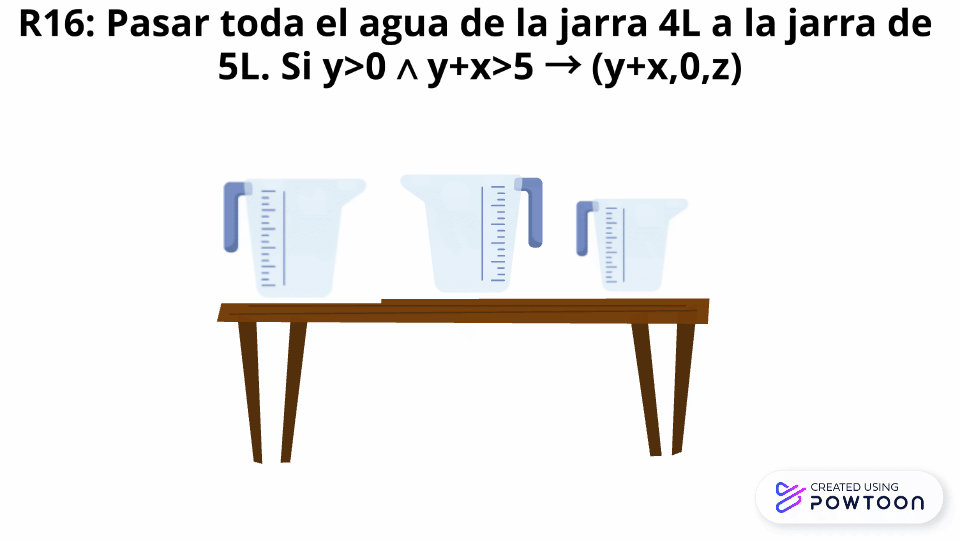 R16: Pasar toda el agua de la jarra 4L a la jarra de
5L. Si y>0 ∧ y+x>5 → (y+x,0,z)
CREATED USING
POWTOON